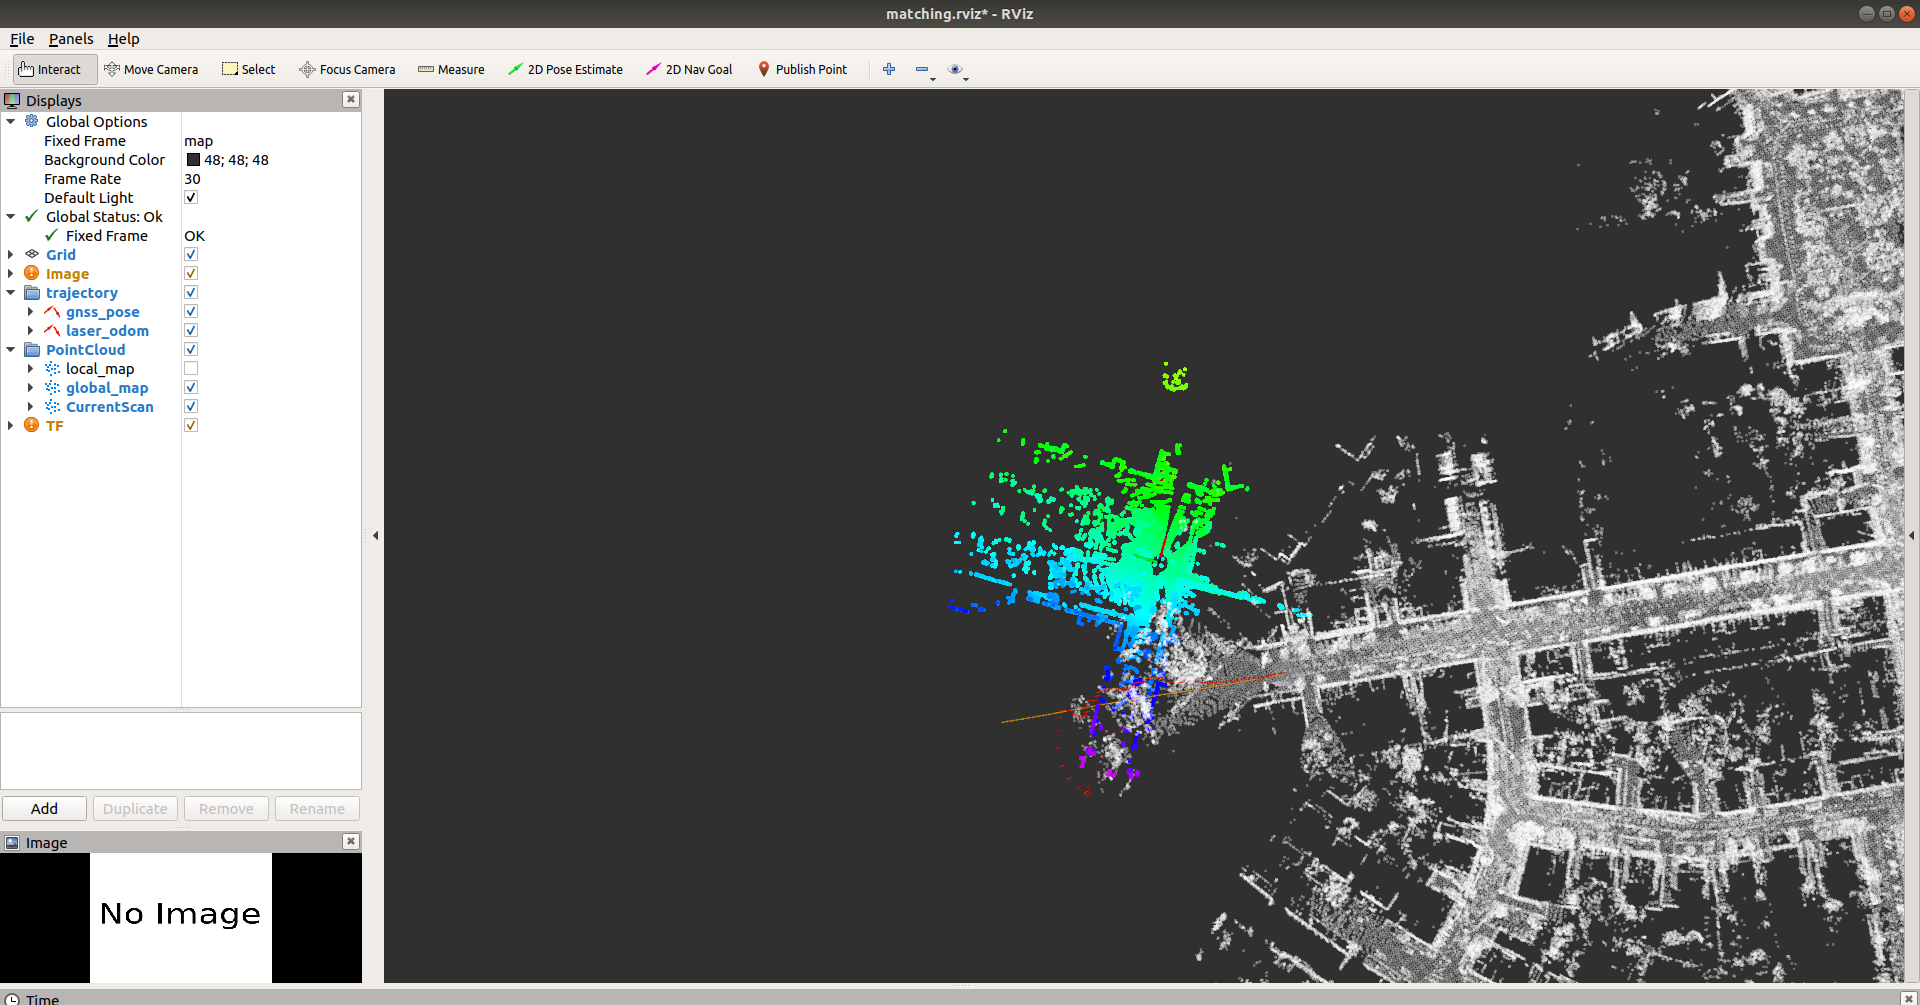 matching.rviz* - RViz
File Panels Help
Interact Move Camera Select Focus Camera Measure 2D Pose Estimate 2D Nav Goal Publish Point
Displays
Global Options
Fixed Frame map
Background Color 48; 48; 48
Frame Rate 30
Default Light
Global Status: Ok
Fixed Frame OK
Grid
Image
trajectory
gnss_pose
laser_odom
PointCloud
local_map
global_map
CurrentScan
TF
Add Duplicate Remove Rename
Image
No Image
Time